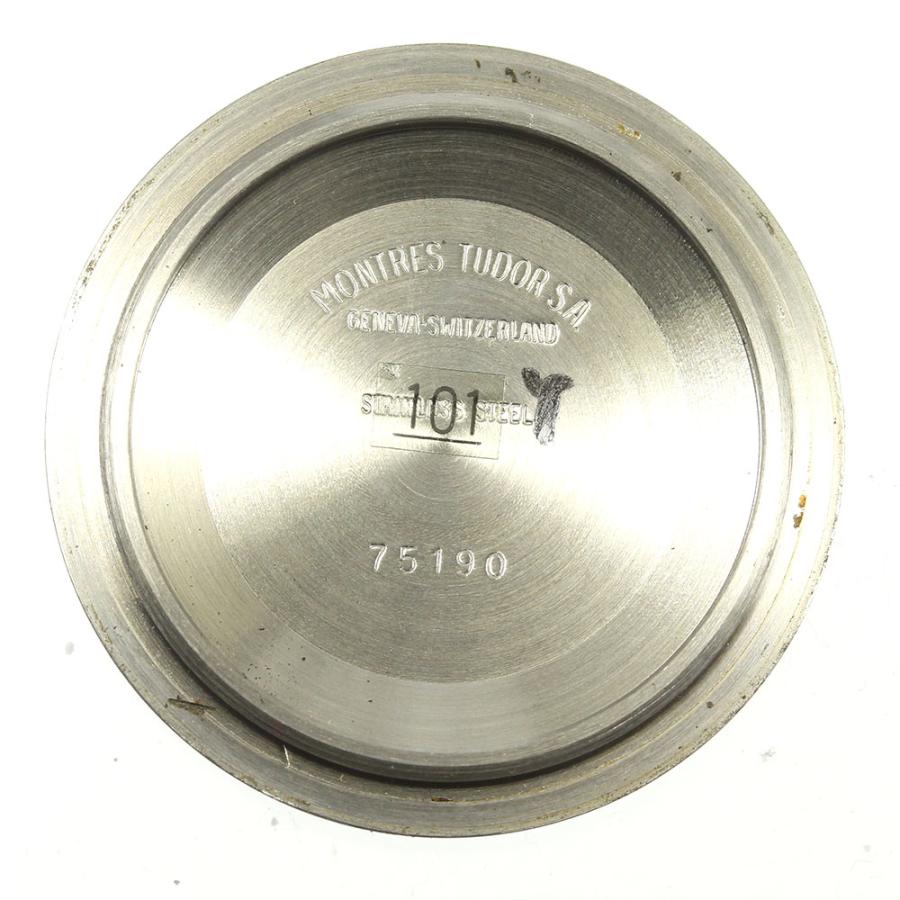 MONTRES TUDOR S.A.
GENEVA-SWITZERLAND
STAINLESS STEEL
101
75190